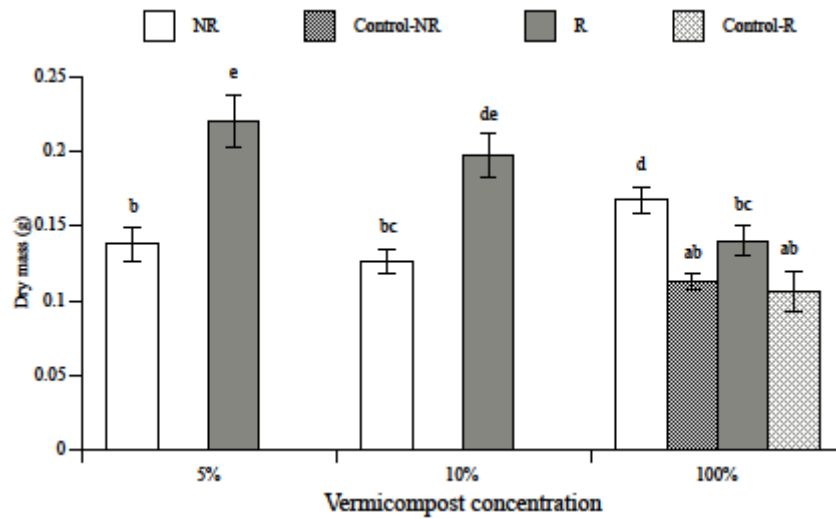 NR Control-NR R Control-R
0.25
0.2
0.15
0.1
0.05
0
Dry mass (g)
b e bc de d ab bc ab
5% 10% 100%
Vermicompost concentration